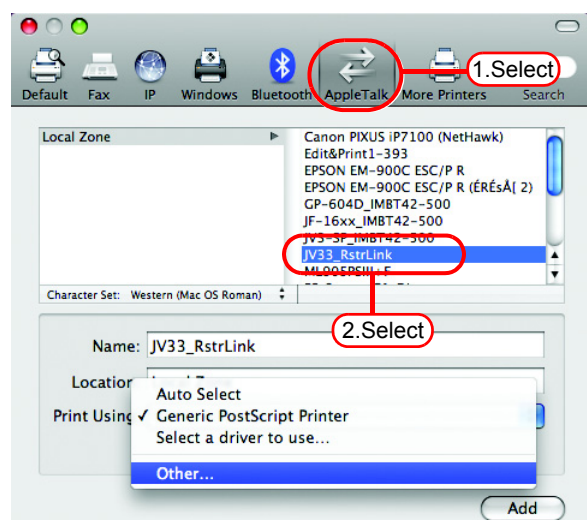 1.Select
Default Fax IP Windows Bluetooth AppleTalk More Printers Search
Local Zone
Canon PIXUS iP7100 (NetHawk)
Edit&Print1-393
EPSON EM-900C ESC/P R
EPSON EM-900C ESC/P R (ÉRÉsÅ[ 2)
GP-604D_IMBT42-500
JF-16xx_IMBT42-500
JV3-SP_IMBT42-500
JV33_RstrLink
Character Set: Western (Mac OS Roman)
2.Select
Name: JV33_RstrLink
Location
Auto Select
Print Using ✓ Generic PostScript Printer
Select a driver to use...
Other...
Add